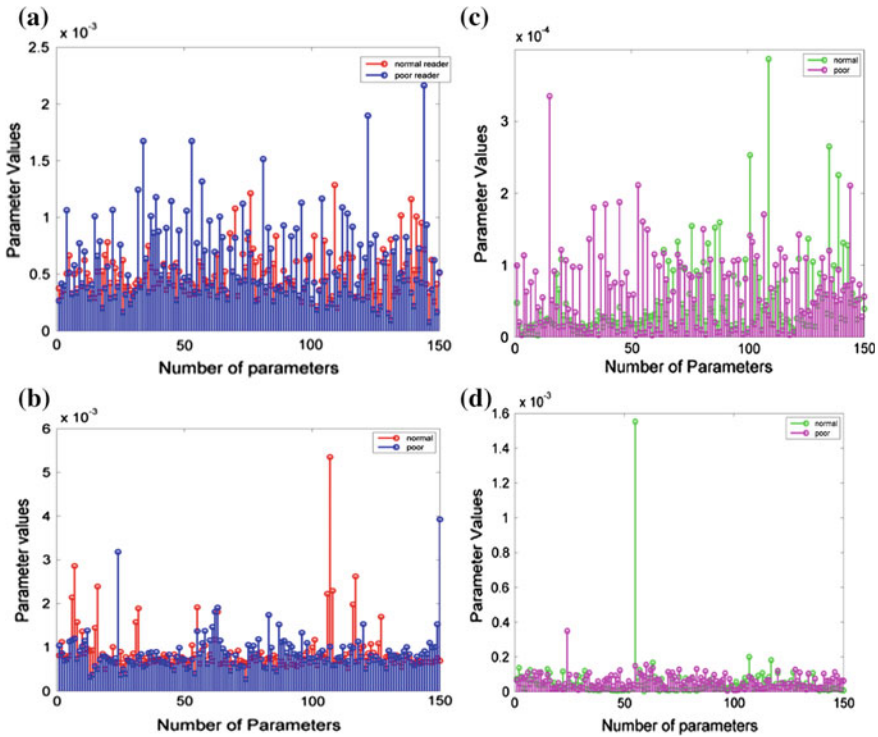 (a)
x 10-3
2.5
2
1.5
1
0.5
0
0
50
100
150
Parameter Values
Number of parameters
normal reader
poor reader
(c)
x 10-4
3
2
1
0
0
50
100
150
Parameter Values
Number of Parameters
normal
poor
(b)
x 10-3
6
5
4
3
2
1
0
0
50
100
150
Parameter values
Number of Parameters
normal
poor
(d)
x 10-3
1.6
1.4
1.2
1
0.8
0.6
0.4
0.2
0
0
50
100
150
Parameter Values
Number of parameters
normal
poor